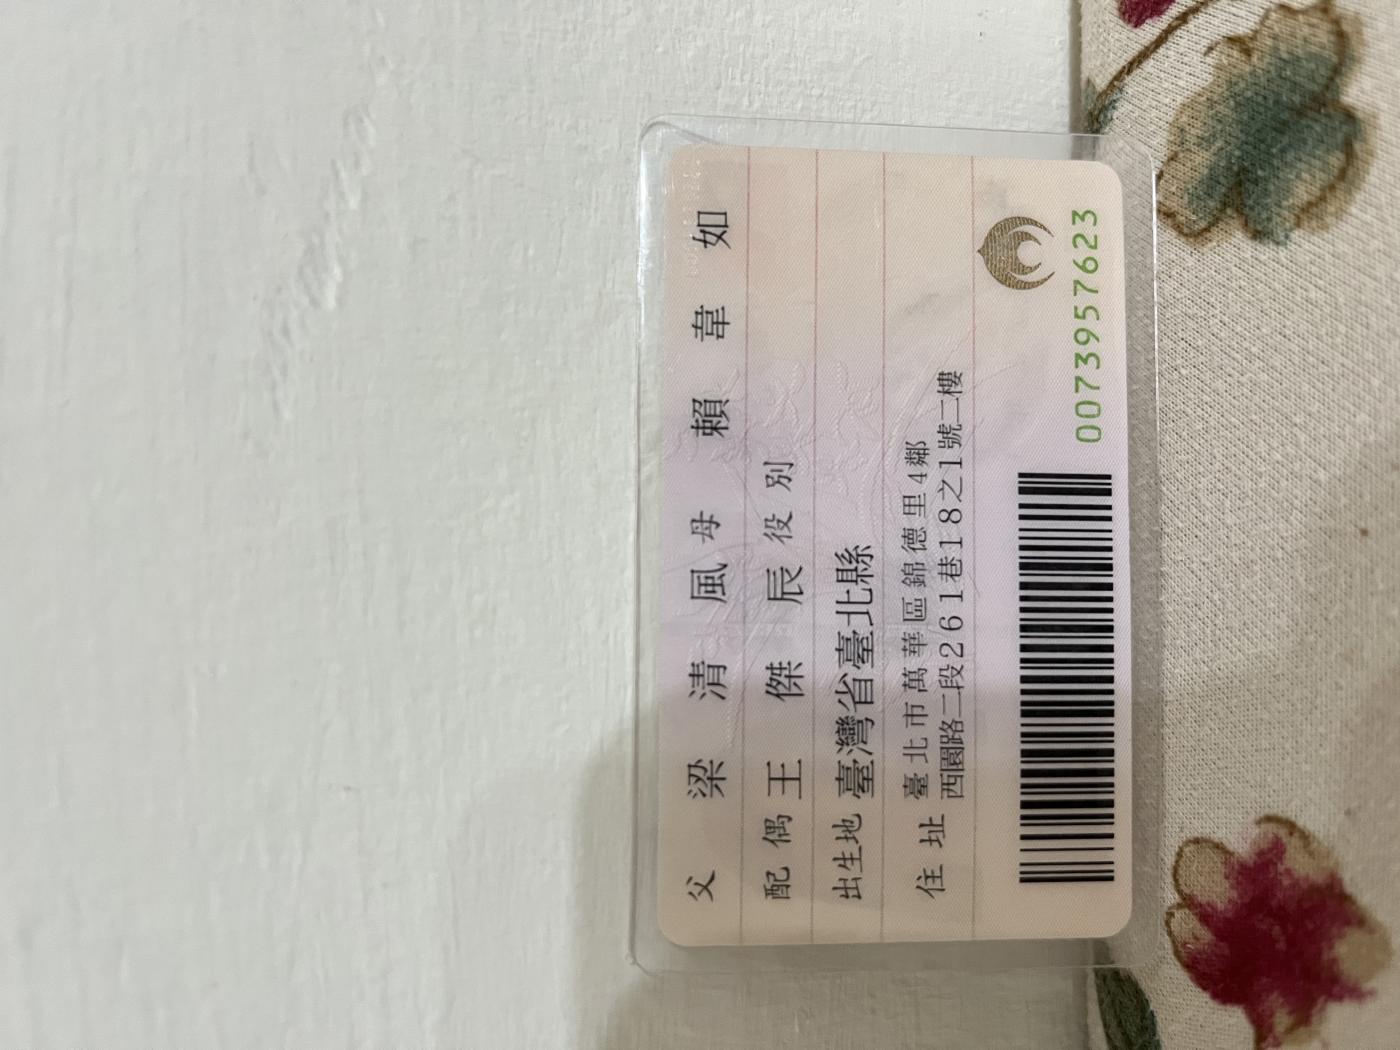 父 梁清風 母 賴韋如
配偶 王傑辰 役別
出生地 臺灣省臺北縣
住址 臺北市萬華區錦德里4鄰
西園路二段261巷18之1號二樓
0073957623